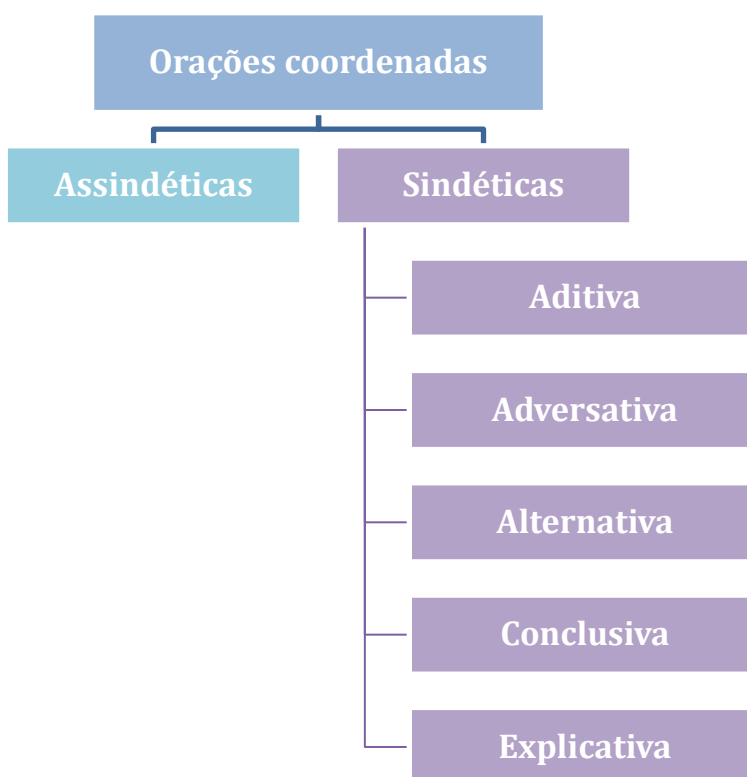 Orações coordenadas
Assindéticas
Sindéticas
Aditiva
Adversativa
Alternativa
Conclusiva
Explicativa